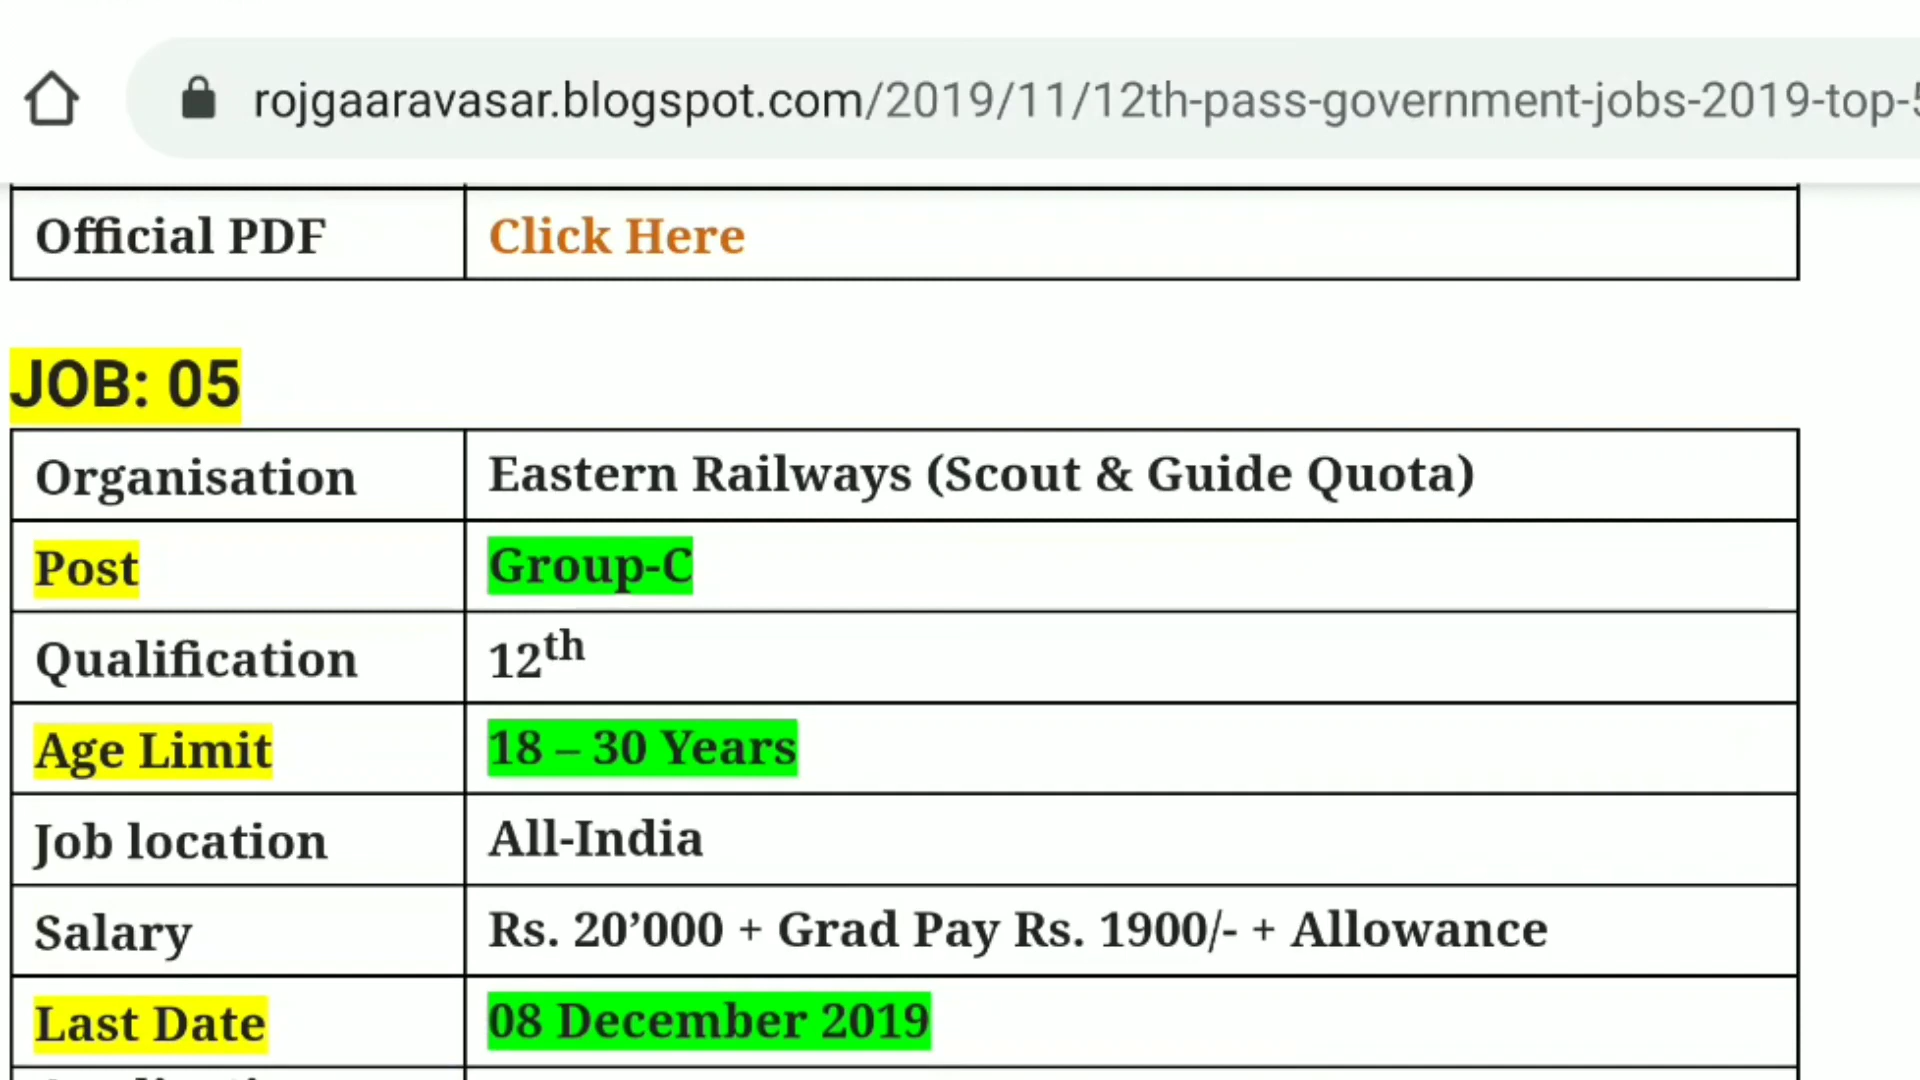 rojgaaravasar.blogspot.com/2019/11/12th-pass-government-jobs-2019-top-5
Official PDF Click Here
JOB: 05
Organisation Eastern Railways (Scout & Guide Quota)
Post Group-C
Qualification 12th
Age Limit 18 – 30 Years
Job location All-India
Salary Rs. 20’000 + Grad Pay Rs. 1900/- + Allowance
Last Date 08 December 2019